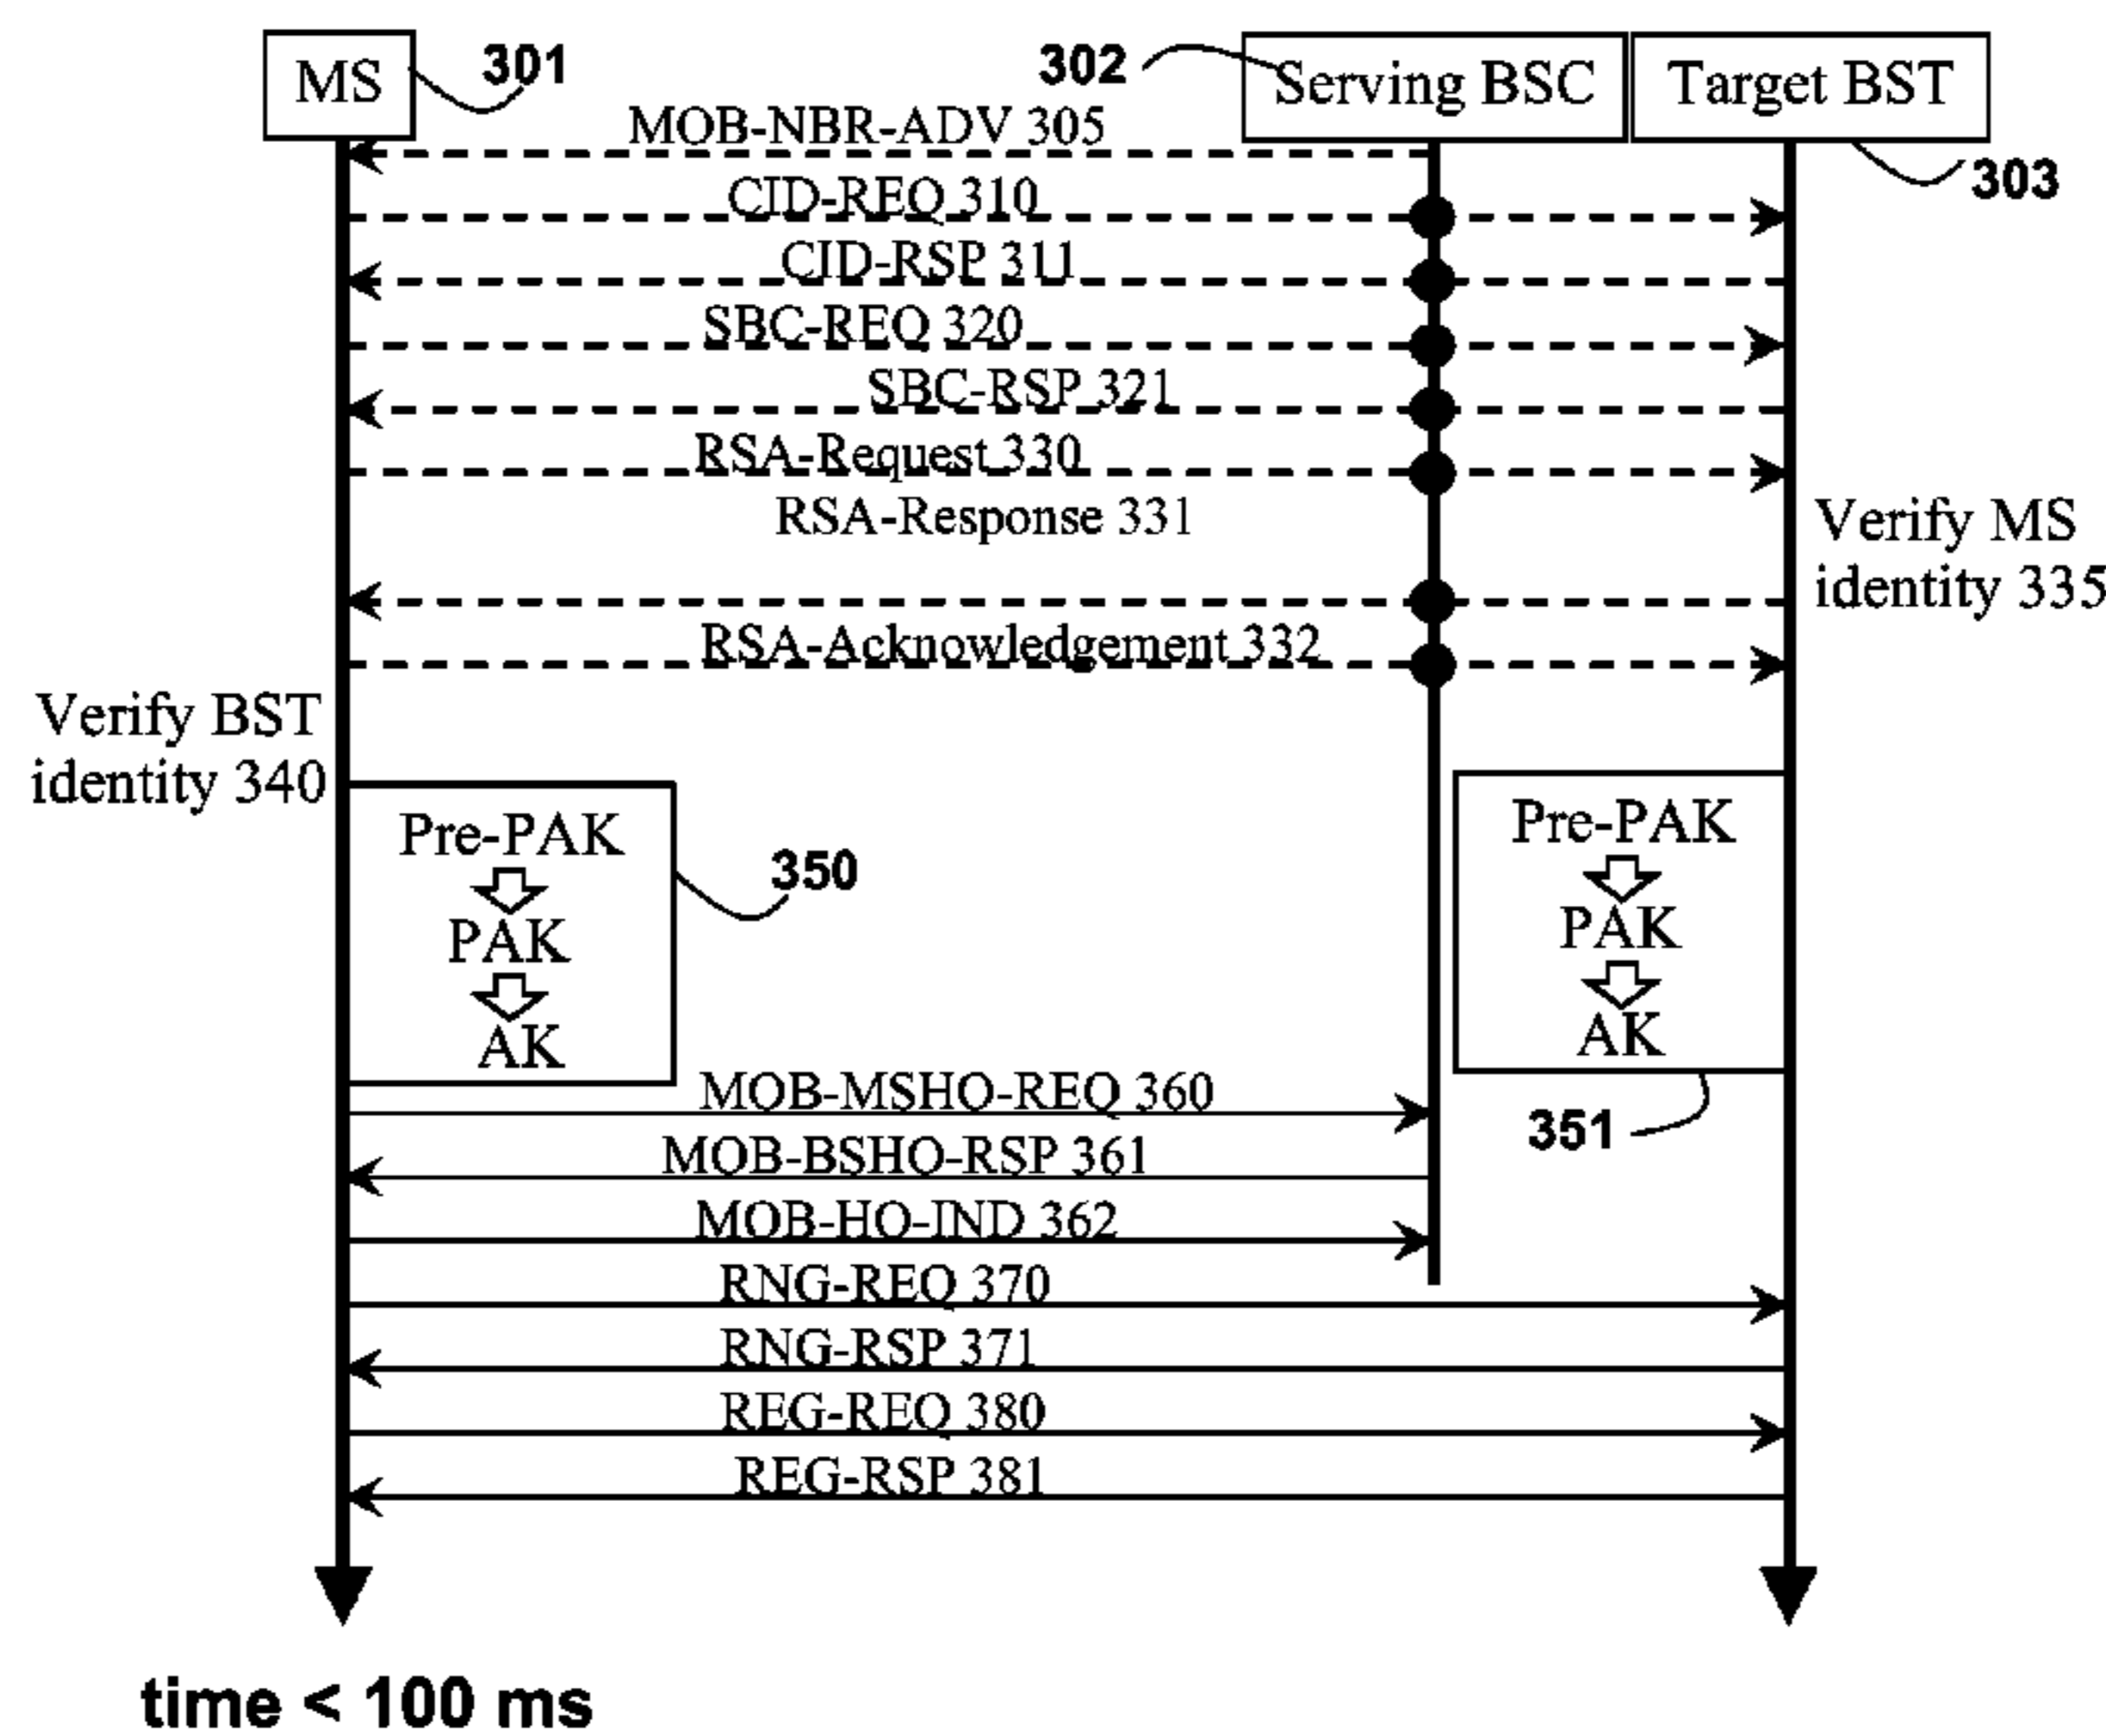 MS
301
302
Serving BSC
Target BST
303
MOB-NBR-ADV 305
CID-REQ 310
CID-RSP 311
SBC-REQ 320
SBC-RSP 321
RSA-Request 330
RSA-Response 331
Verify MS
identity 335
RSA-Acknowledgement 332
Verify BST
identity 340
Pre-PAK
PAK
AK
350
Pre-PAK
PAK
AK
351
MOB-MSHO-REQ 360
MOB-BSHO-RSP 361
MOB-HO-IND 362
RNG-REQ 370
RNG-RSP 371
REG-REQ 380
REG-RSP 381
time < 100 ms